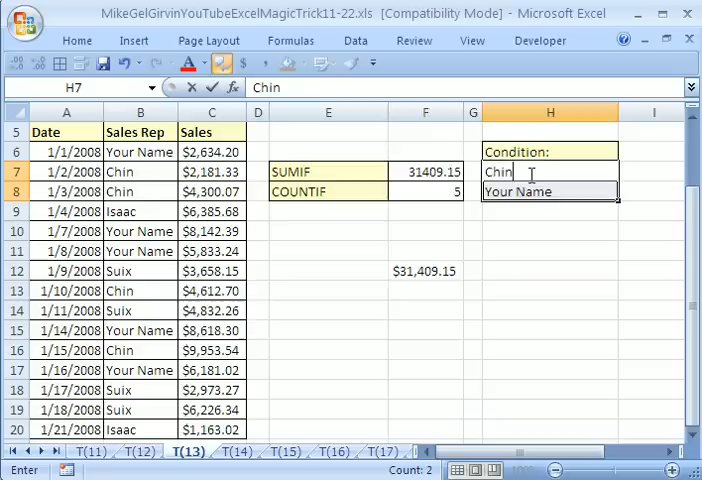 MikeGelGirvinYouTubeExcelMagicTrick11-22.xls [Compatibility Mode] - Microsoft Excel
Home Insert Page Layout Formulas Data Review View Developer
H7 Chin
A B C D E F G H I
5 Date Sales Rep Sales
6 1/1/2008 Your Name $2,634.20 Condition:
7 1/2/2008 Chin $2,181.33 SUMIF 31409.15 Chin
8 1/3/2008 Chin $4,300.07 COUNTIF 5 Your Name
9 1/4/2008 Isaac $6,385.68
10 1/7/2008 Your Name $8,142.39
11 1/8/2008 Your Name $5,833.24
12 1/9/2008 Suix $3,658.15 $31,409.15
13 1/10/2008 Chin $4,612.70
14 1/11/2008 Suix $4,832.26
15 1/14/2008 Your Name $8,618.30
16 1/15/2008 Chin $9,953.54
17 1/16/2008 Your Name $6,181.02
18 1/17/2008 Suix $2,973.27
19 1/18/2008 Suix $6,226.34
20 1/21/2008 Isaac $1,163.02
T(11) T(12) T(13) T(14) T(15) T(16) T(17)
Enter Count: 2 100%